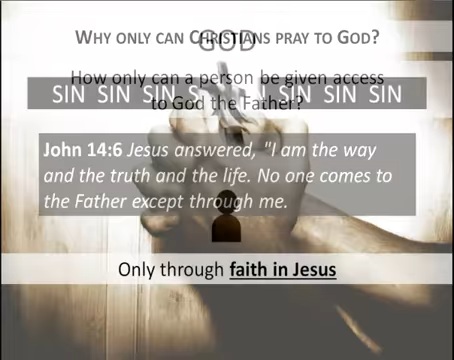 GOD
WHY ONLY CAN CHRISTIANS PRAY TO GOD?
How only can a person be given access
to God the Father?
SIN SIN SIN SIN SIN SIN SIN SIN
John 14:6 Jesus answered, "I am the way
and the truth and the life. No one comes to
the Father except through me.
Only through faith in Jesus